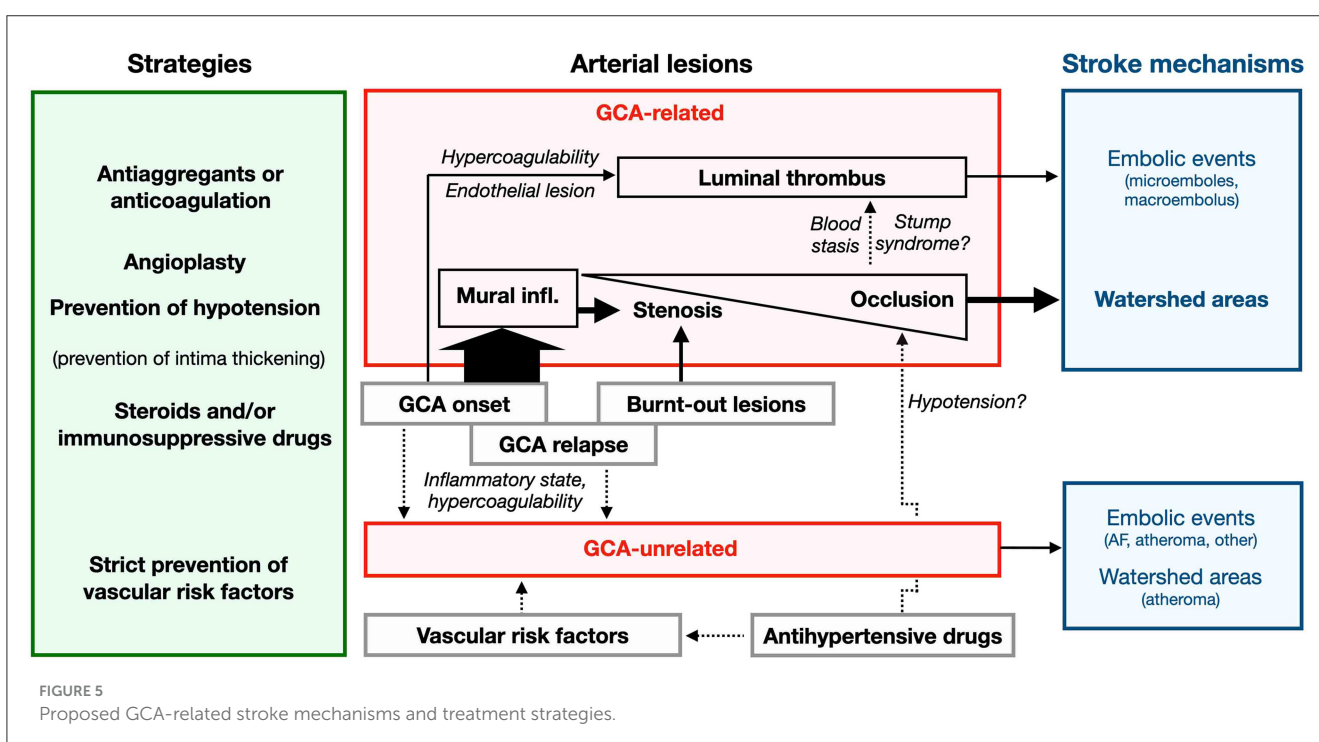 Strategies
Arterial lesions
Stroke mechanisms
Antiaggregants or
anticoagulation
Angioplasty
Prevention of hypotension
(prevention of intima thickening)
Steroids and/or
immunosuppressive drugs
Strict prevention of
vascular risk factors
GCA-related
Hypercoagulability
Endothelial lesion
Luminal thrombus
Blood
stasis
Stump
syndrome?
Mural infl.
Stenosis
Occlusion
GCA onset
Burnt-out lesions
GCA relapse
Hypotension?
Inflammatory state,
hypercoagulability
GCA-unrelated
Vascular risk factors
Antihypertensive drugs
Embolic events
(microemboles,
macroembolus)
Watershed areas
Embolic events
(AF, atheroma, other)
Watershed areas
(atheroma)
FIGURE 5
Proposed GCA-related stroke mechanisms and treatment strategies.